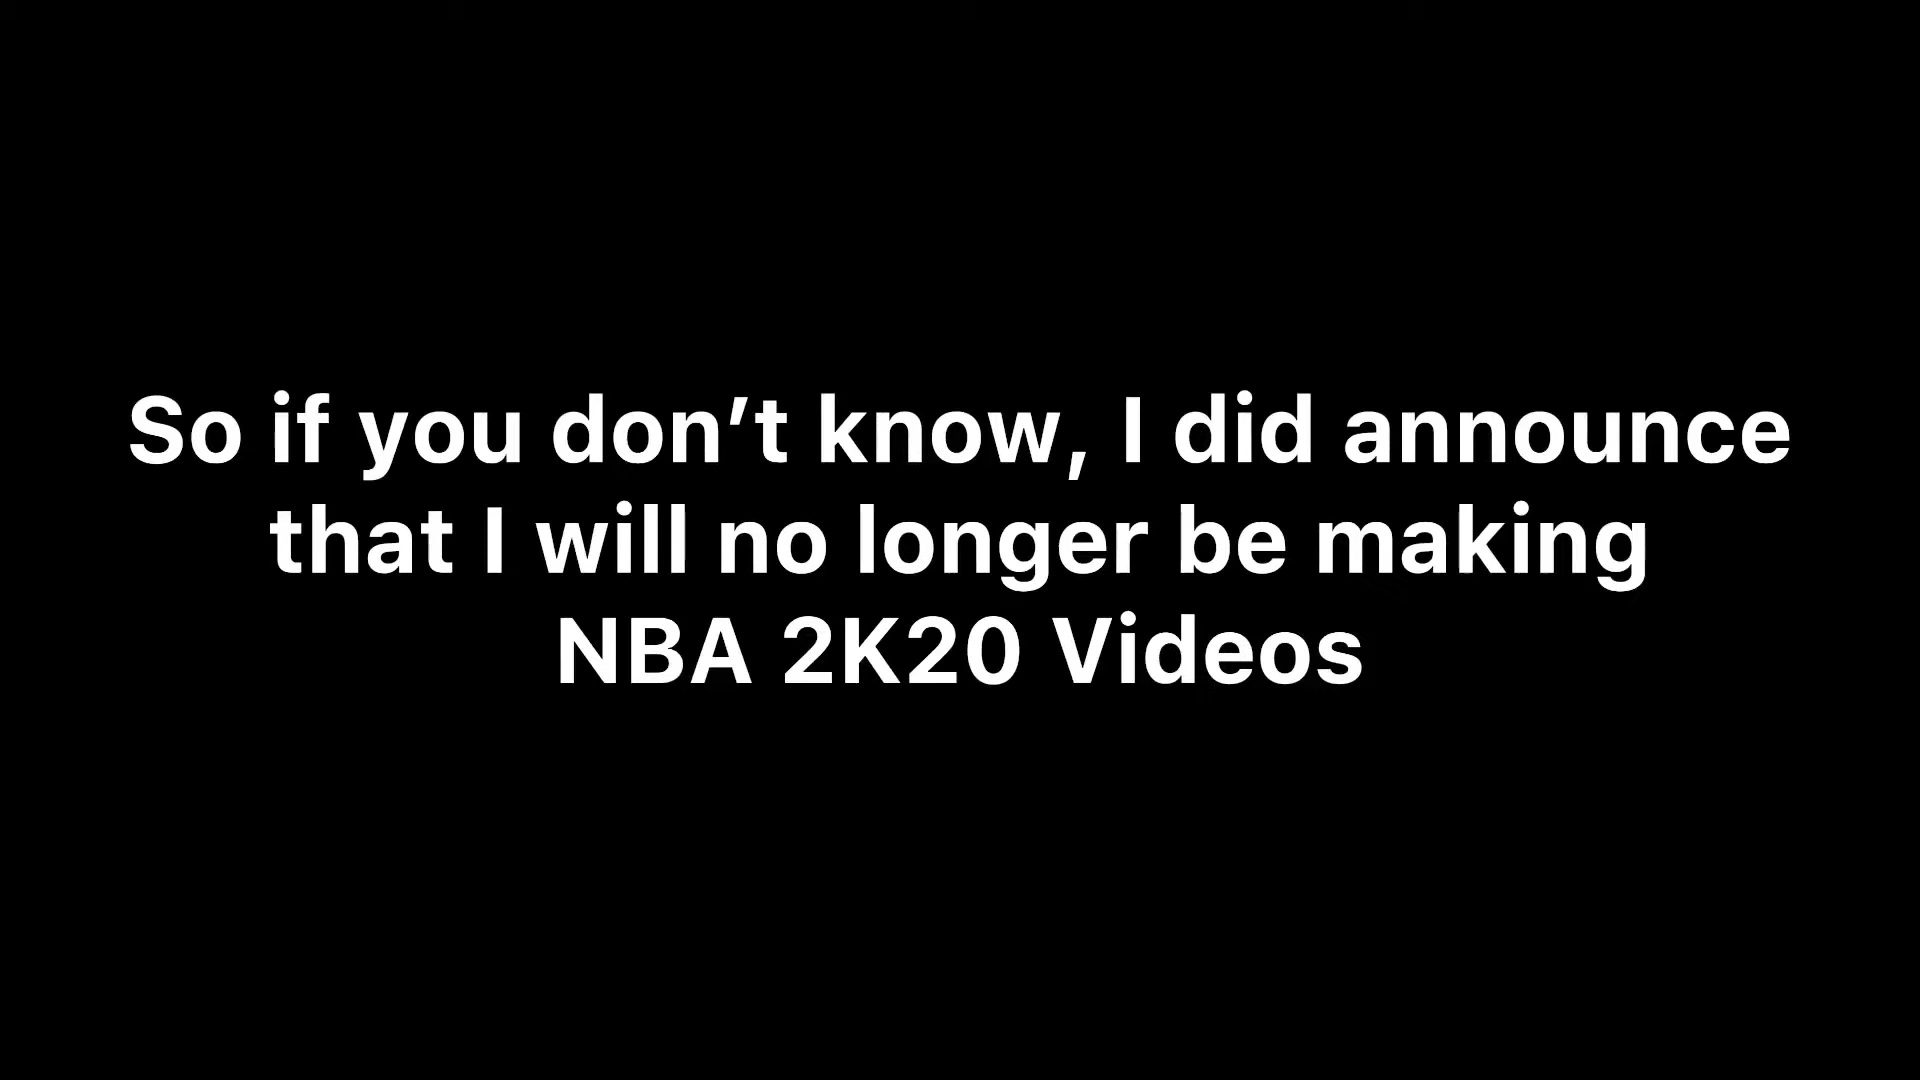 So if you don’t know, I did announce
that I will no longer be making
NBA 2K20 Videos